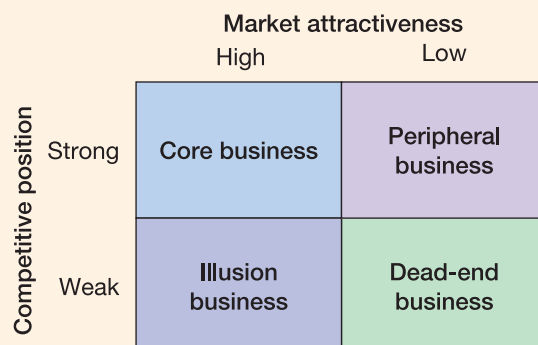 Market attractiveness
High
Low
Competitive position
Strong
Core business
Peripheral
business
Weak
Illusion
business
Dead-end
business